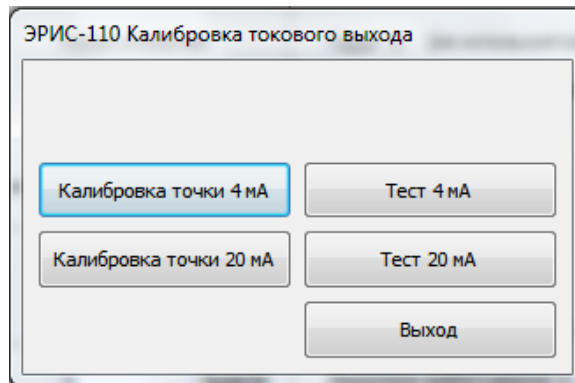 ЭРИС-110 Калибровка токового выхода
Калибровка точки 4 мА
Тест 4 мА
Калибровка точки 20 мА
Тест 20 мА
Выход